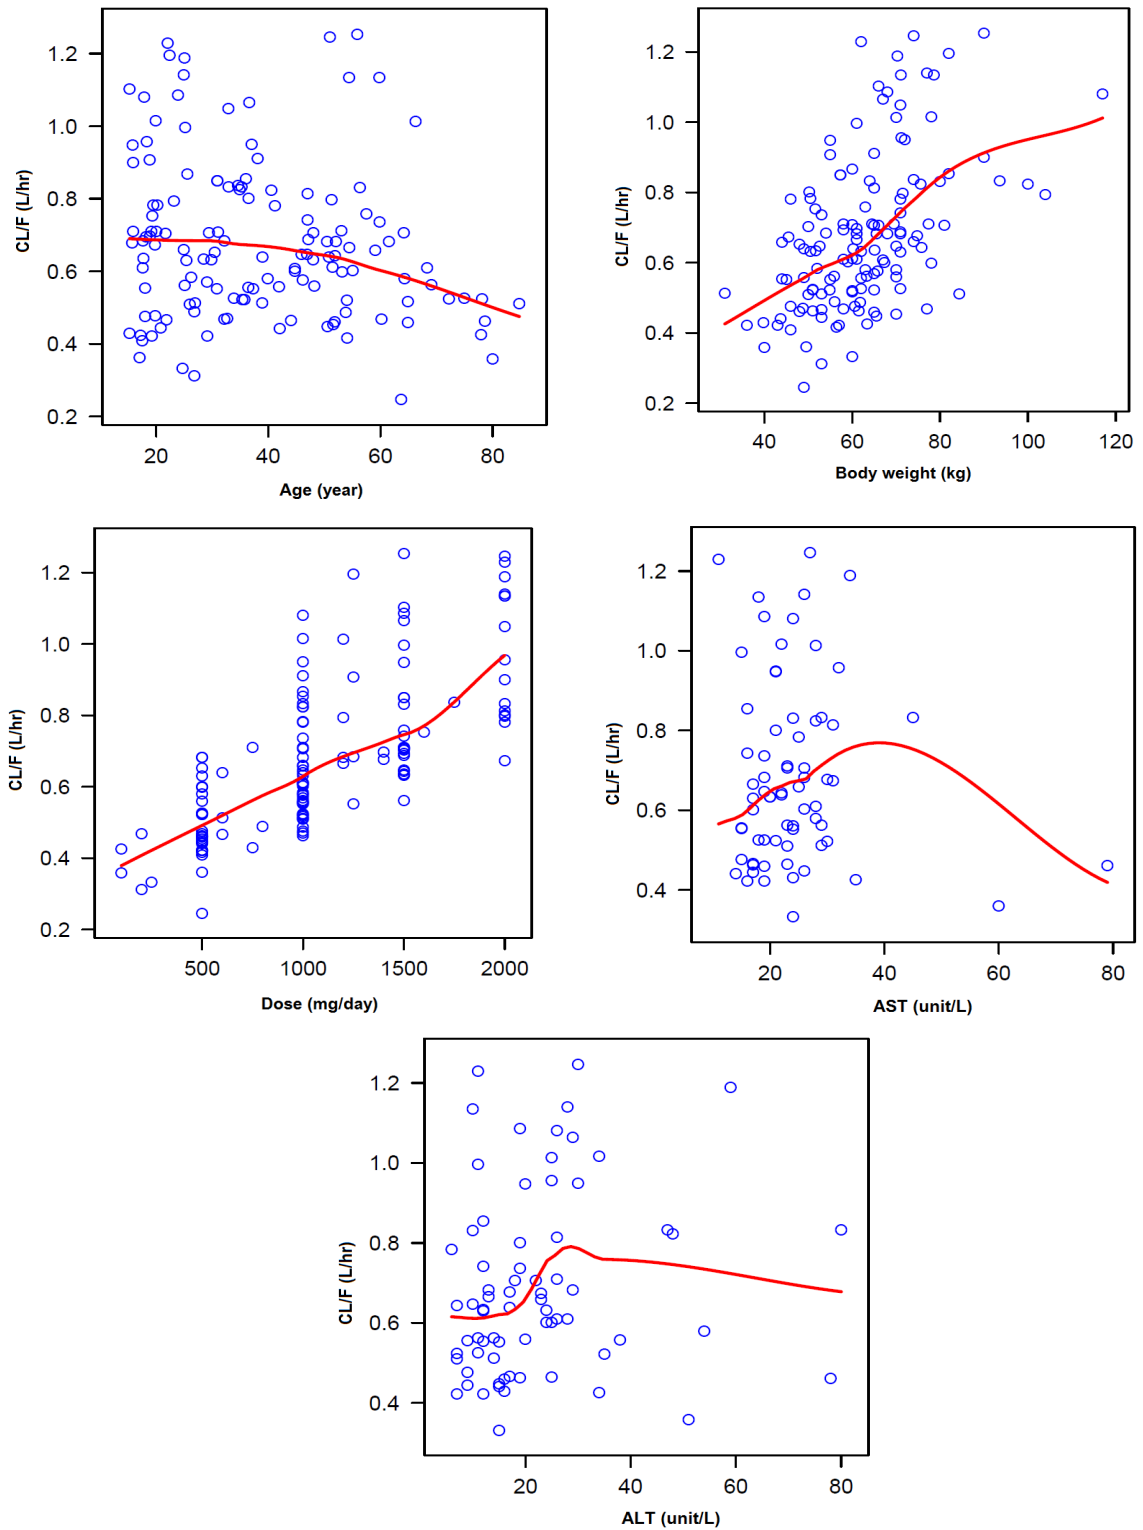 1.2
1.0
0.8
0.6
0.4
0.2
CL/F (L/hr)
20 40 60 80
Age (year)
1.2
1.0
0.8
0.6
0.4
0.2
CL/F (L/hr)
40 60 80 100 120
Body weight (kg)
1.2
1.0
0.8
0.6
0.4
0.2
CL/F (L/hr)
500 1000 1500 2000
Dose (mg/day)
1.2
1.0
0.8
0.6
0.4
CL/F (L/hr)
20 40 60 80
AST (unit/L)
1.2
1.0
0.8
0.6
0.4
CL/F (L/hr)
20 40 60 80
ALT (unit/L)